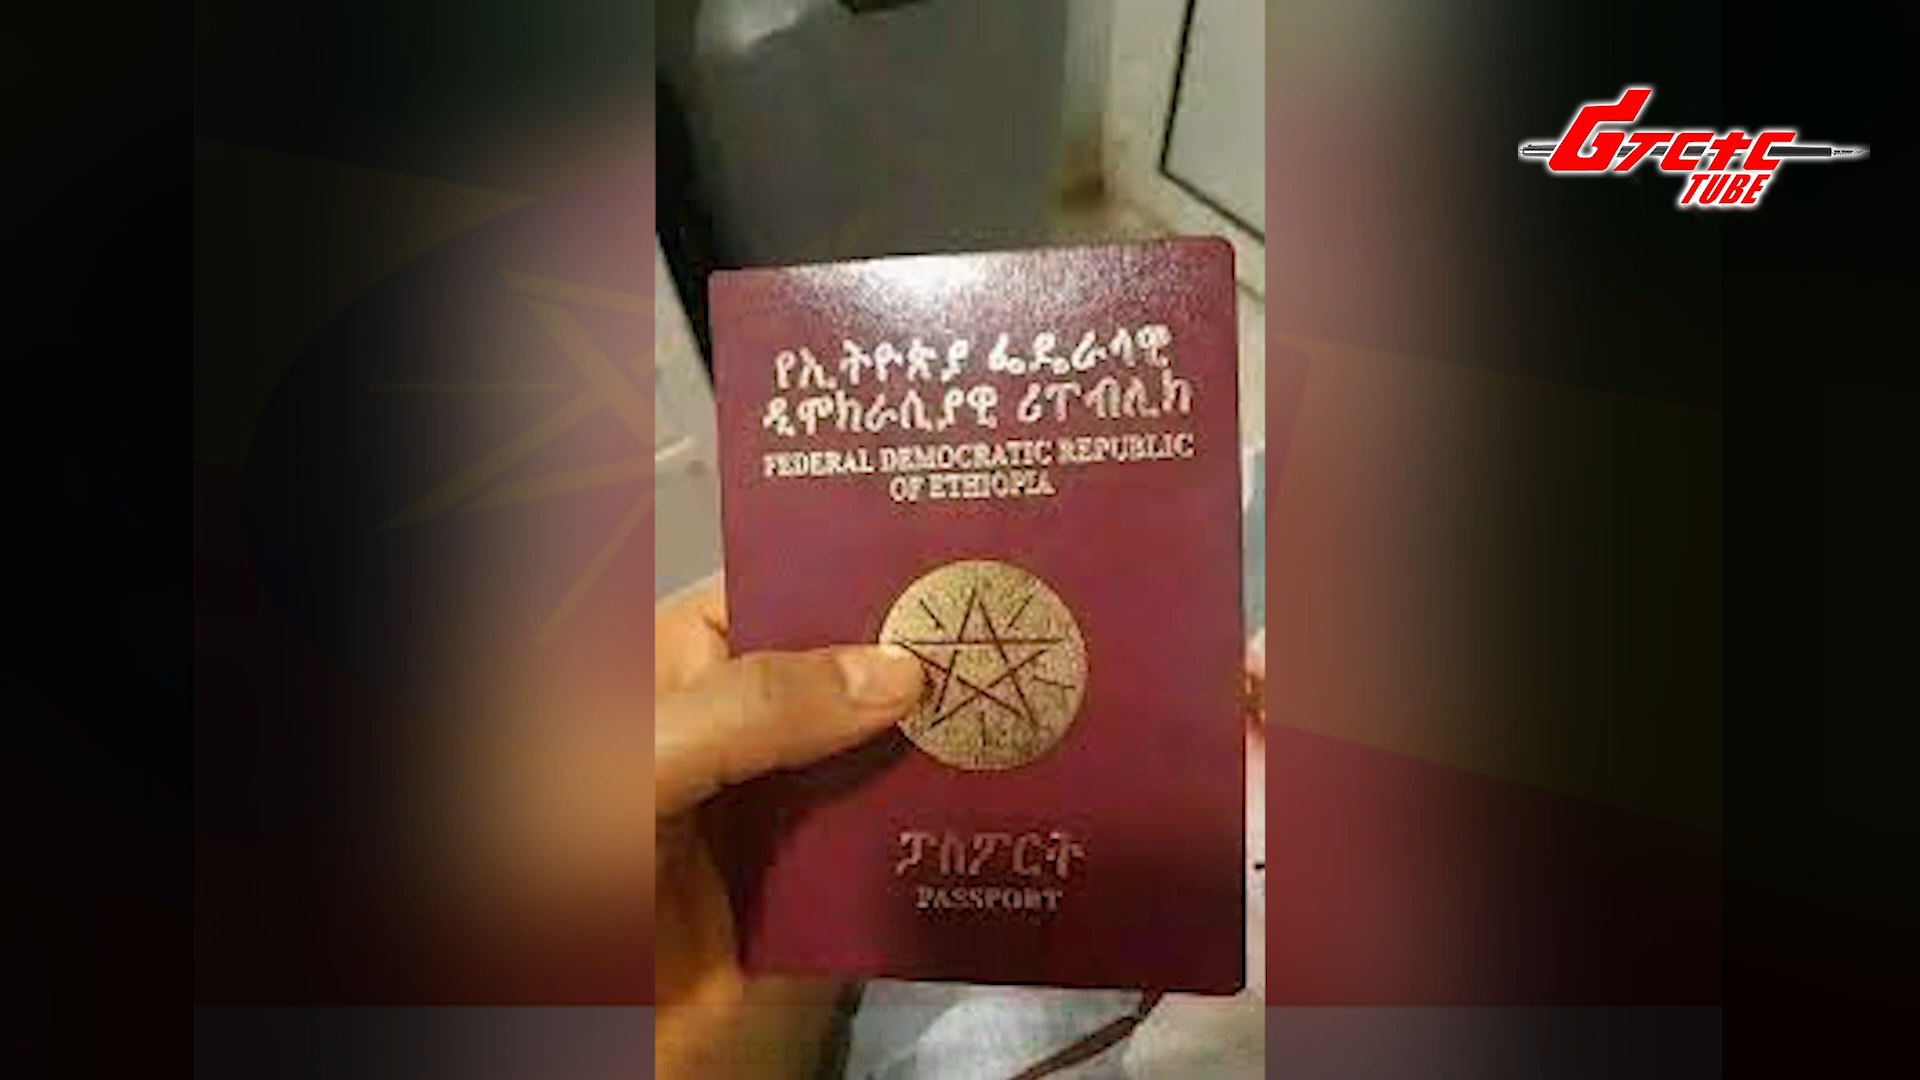 የኢትዮጵያ ፌዴራላዊ
ዲሞክራሲያዊ ሪፐብሊክ
FEDERAL DEMOCRATIC REPUBLIC
OF ETHIOPIA
ፓስፖርት
PASSPORT
TUBE